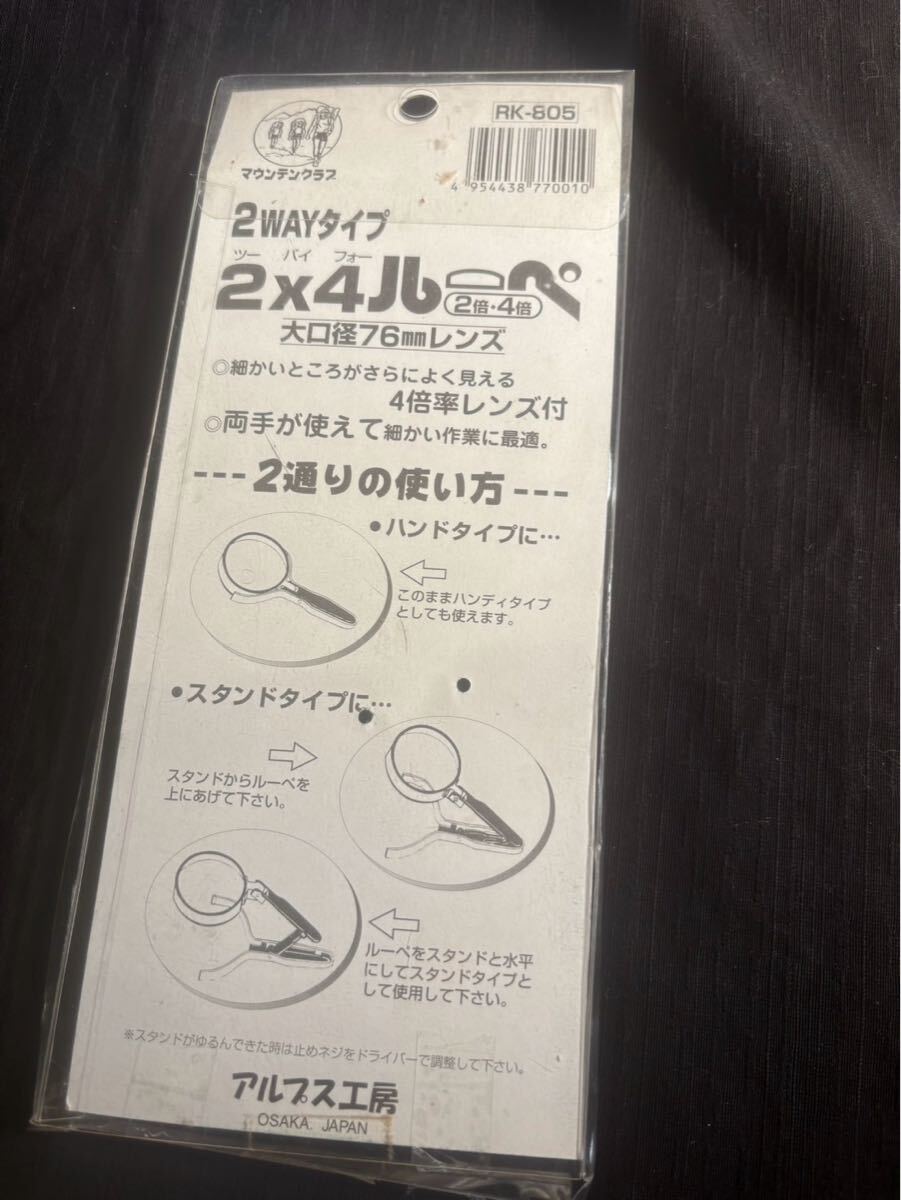 RK-805
マウンテンクラブ
4 954438 770010
2WAYタイプ
ツー バイ フォー
2x4ルーペ
2倍・4倍
大口径76mmレンズ
◎細かいところがさらによく見える
4倍率レンズ付
◎両手が使えて細かい作業に最適。
---2通りの使い方---
•ハンドタイプに…
このままハンディタイプ
としても使えます。
•スタンドタイプに…
スタンドからルーペを
上にあげて下さい。
ルーペをスタンドと水平
にしてスタンドタイプと
して使用して下さい。
※スタンドがゆるんできた時は止めネジをドライバーで調整して下さい。
アルプス工房
OSAKA. JAPAN